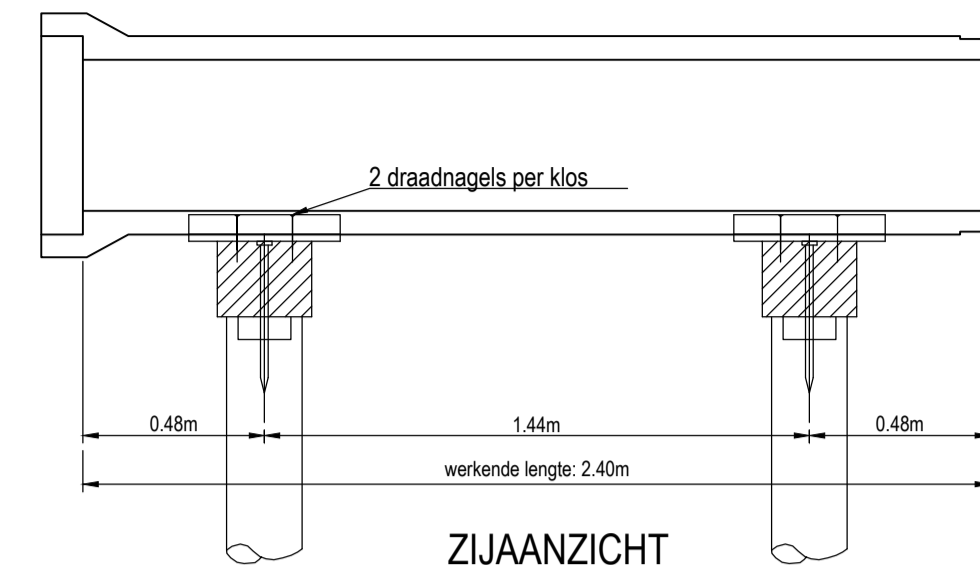 2 draadnagels per klos
0.48m
1.44m
0.48m
werkende lengte: 2.40m
ZIJAANZICHT